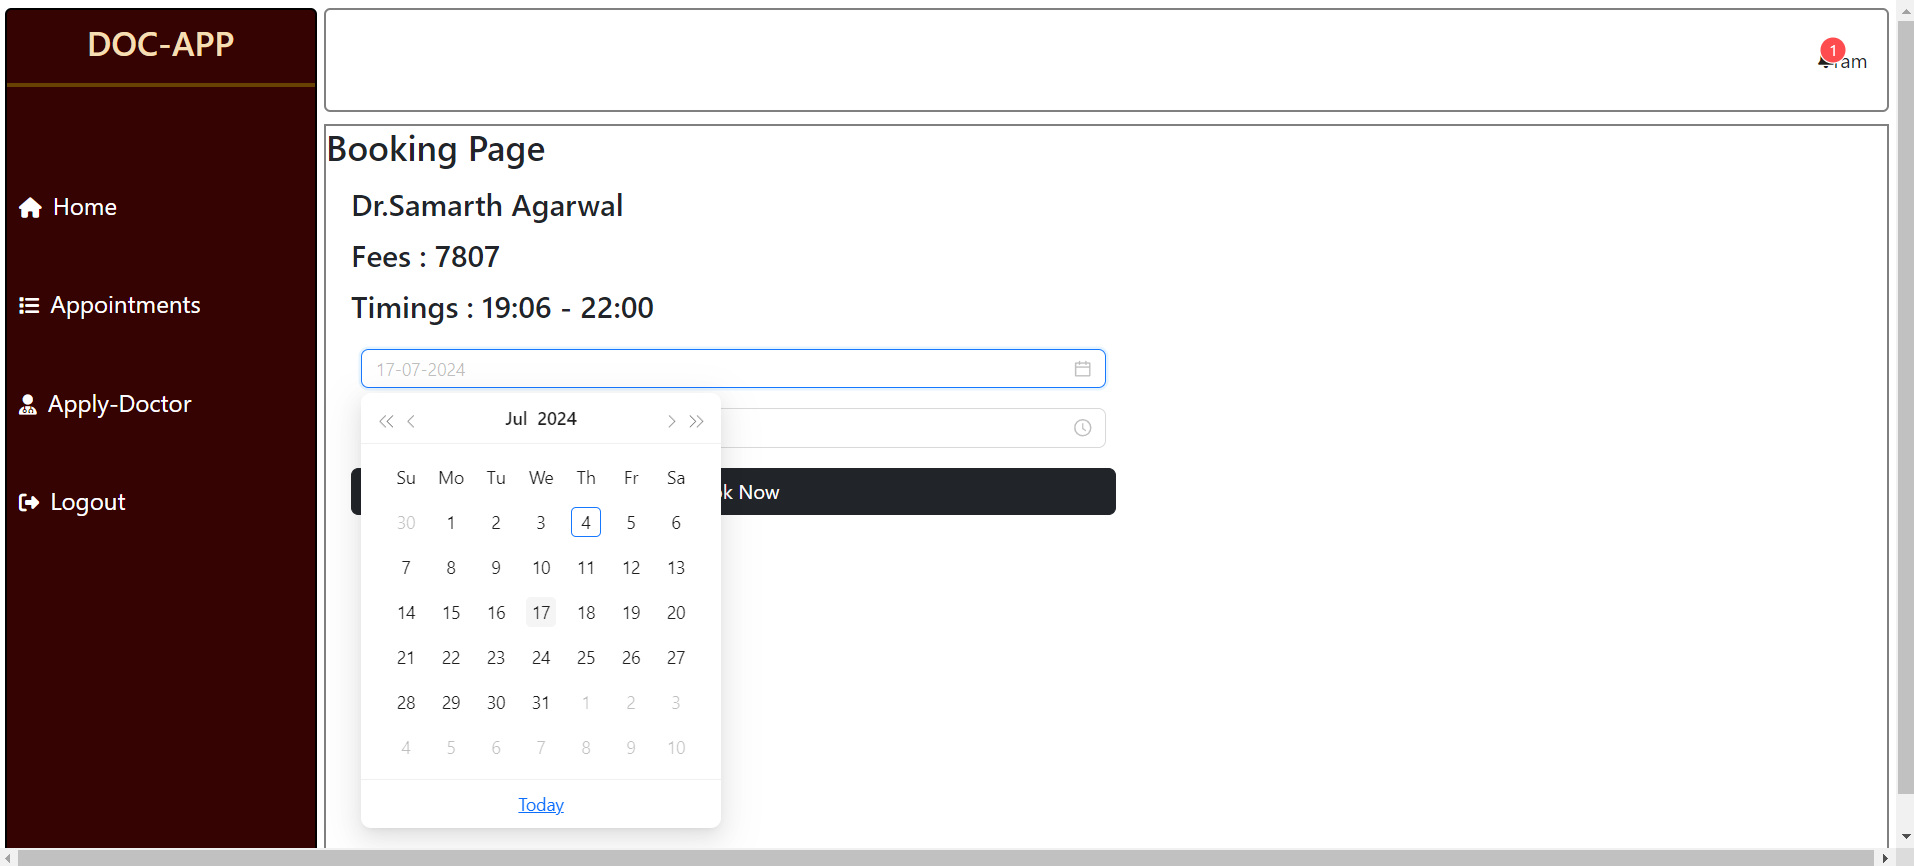 DOC-APP
Home
Appointments
Apply-Doctor
Logout
1
ram
Booking Page
Dr.Samarth Agarwal
Fees : 7807
Timings : 19:06 - 22:00
17-07-2024
Jul 2024
Su Mo Tu We Th Fr Sa
30 1 2 3 4 5 6
7 8 9 10 11 12 13
14 15 16 17 18 19 20
21 22 23 24 25 26 27
28 29 30 31 1 2 3
4 5 6 7 8 9 10
Today
k Now